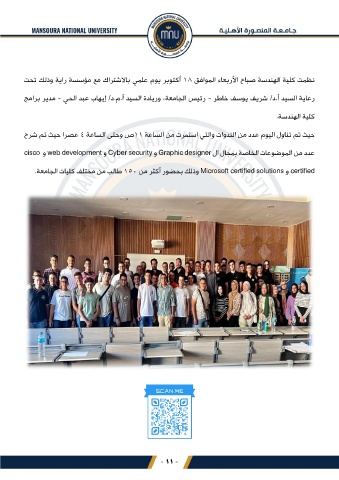 MANSOURA NATIONAL UNIVERSITY
جامعة المنصورة الأهلية
MNU
نظمت كلية الهندسة صباح الأربعاء الموافق ١٨ أكتوبر يوم علمي بالاشتراك مع مؤسسة راية وذلك تحت
رعاية السيد أ.د/ شريف يوسف خاطر - رئيس الجامعة، وريادة السيد أ.م.د/ إيهاب عبد الحي - مدير برامج
كلية الهندسة.
حيث تم تناول اليوم عدد من الندوات والتي استمرت من الساعة ١١ص وحتى الساعة ٤ عصرا حيث تم شرح
عدد من الموضوعات الخاصة بمجال ال Graphic designer و Cyber security و web development و cisco
certified و Microsoft certified solutions وذلك بحضور أكثر من ١٥٠ طالب من مختلف كليات الجامعة.
SCAN ME
- ١١ -